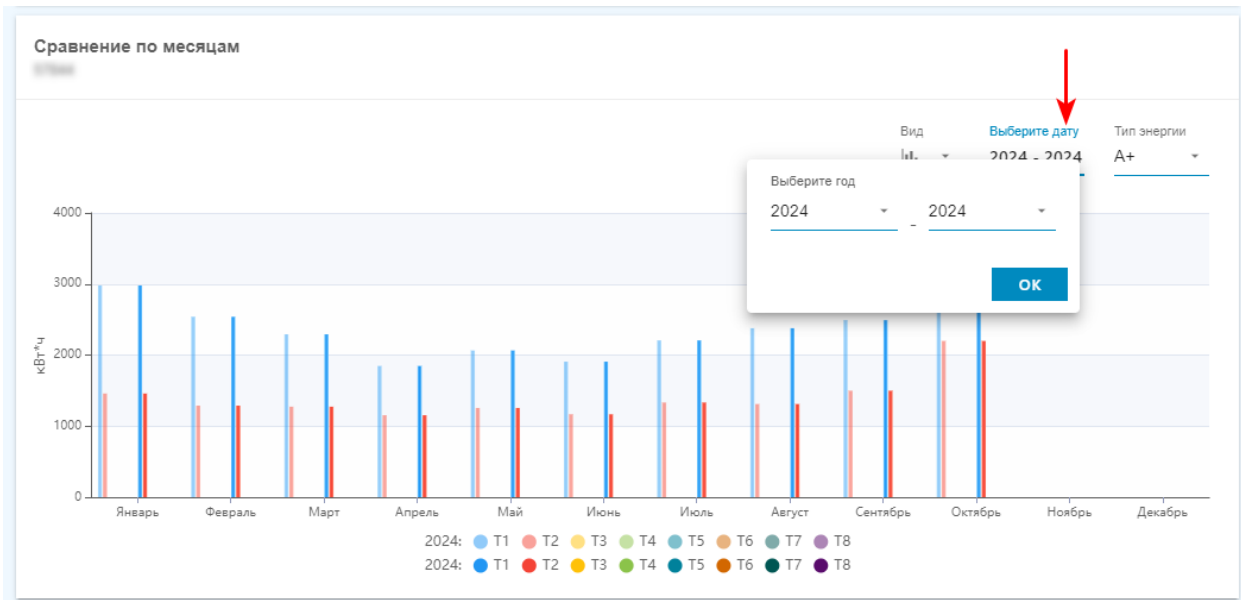 Сравнение по месяцам
Вид
Выберите дату
Тип энергии
2024 - 2024
A+
Выберите год
2024
-
2024
ОК
4000
3000
2000
1000
0
кВт*ч
Январь
Февраль
Март
Апрель
Май
Июнь
Июль
Август
Сентябрь
Октябрь
Ноябрь
Декабрь
2024: T1 T2 T3 T4 T5 T6 T7 T8
2024: T1 T2 T3 T4 T5 T6 T7 T8